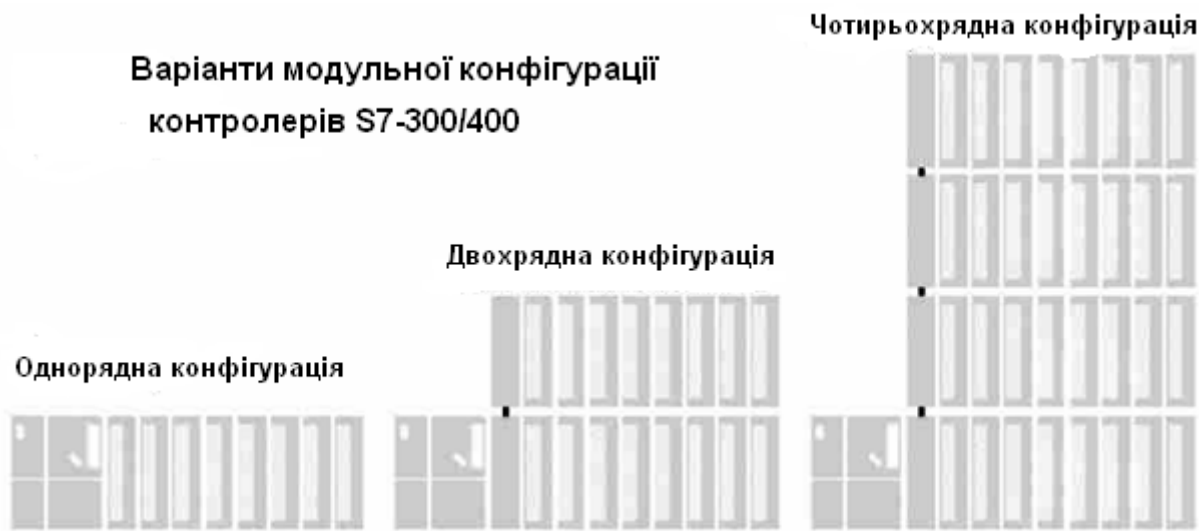 Чотирьохрядна конфігурація
Варіанти модульної конфігурації
контролерів S7-300/400
Двохрядна конфігурація
Однорядна конфігурація